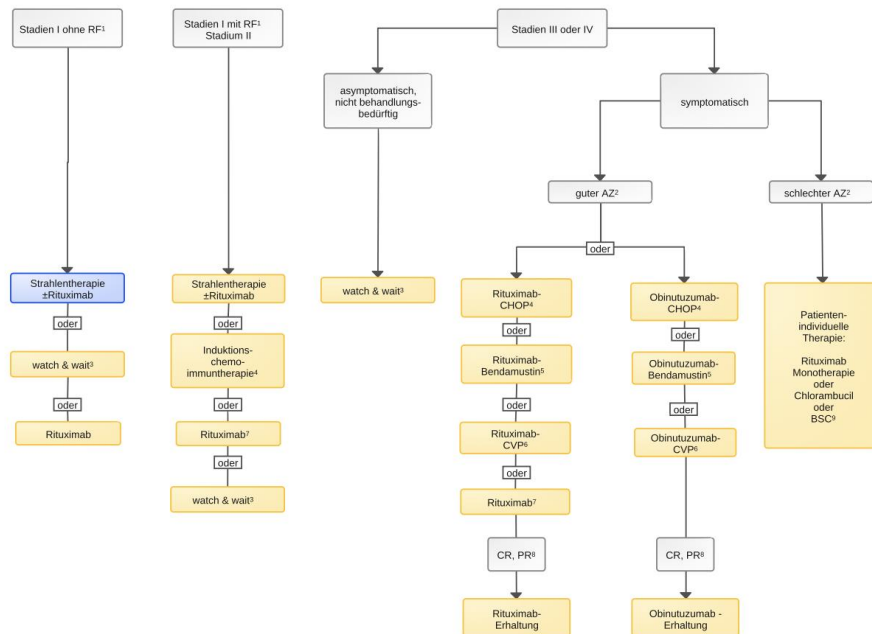 Stadien I ohne RF¹
Stadien I mit RF¹
Stadium II
Stadien III oder IV
asymptomatisch,
nicht behandlungs-
bedürftig
symptomatisch
guter AZ²
schlechter AZ²
oder
Strahlentherapie
±Rituximab
oder
watch & wait³
oder
Rituximab
Strahlentherapie
±Rituximab
oder
Induktions-
chemo-
immuntherapie⁴
oder
Rituximab⁷
oder
watch & wait³
watch & wait³
Rituximab-
CHOP⁴
oder
Rituximab-
Bendamustin⁵
oder
Rituximab-
CVP⁶
oder
Rituximab⁷
CR, PR⁸
Rituximab-
Erhaltung
Obinutuzumab-
CHOP⁴
oder
Obinutuzumab-
Bendamustin⁵
oder
Obinutuzumab-
CVP⁶
CR, PR⁸
Obinutuzumab -
Erhaltung
Patienten-
individuelle
Therapie:
Rituximab
Monotherapie
oder
Chlorambucil
oder
BSC⁹